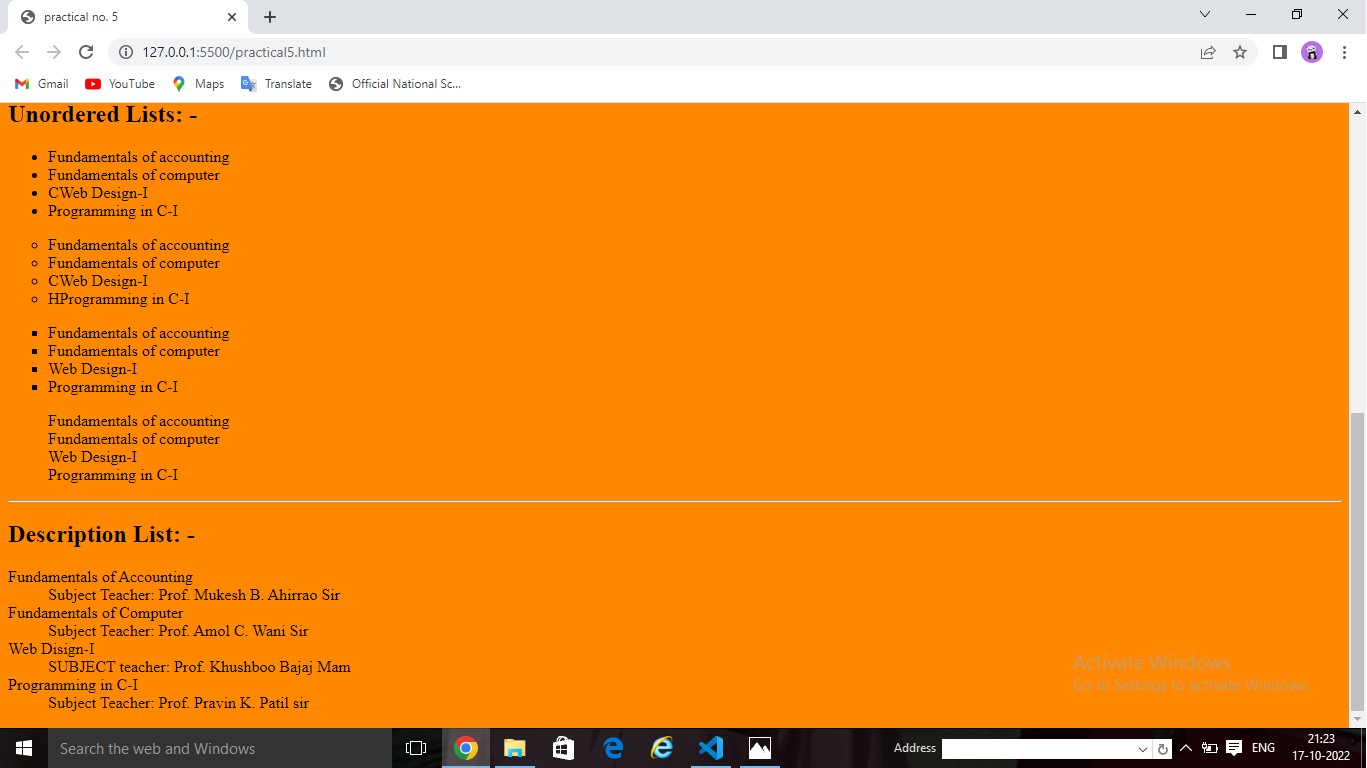 practical no. 5
127.0.0.1:5500/practical5.html
Gmail YouTube Maps Translate Official National Sc...
Unordered Lists: -
Fundamentals of accounting
Fundamentals of computer
CWeb Design-I
Programming in C-I
Fundamentals of accounting
Fundamentals of computer
CWeb Design-I
HProgramming in C-I
Fundamentals of accounting
Fundamentals of computer
Web Design-I
Programming in C-I
Fundamentals of accounting
Fundamentals of computer
Web Design-I
Programming in C-I
Description List: -
Fundamentals of Accounting
Subject Teacher: Prof. Mukesh B. Ahirrao Sir
Fundamentals of Computer
Subject Teacher: Prof. Amol C. Wani Sir
Web Disign-I
SUBJECT teacher: Prof. Khushboo Bajaj Mam
Programming in C-I
Subject Teacher: Prof. Pravin K. Patil sir
Activate Windows
Go to Settings to activate Windows.
Search the web and Windows
Address
ENG
21:23
17-10-2022